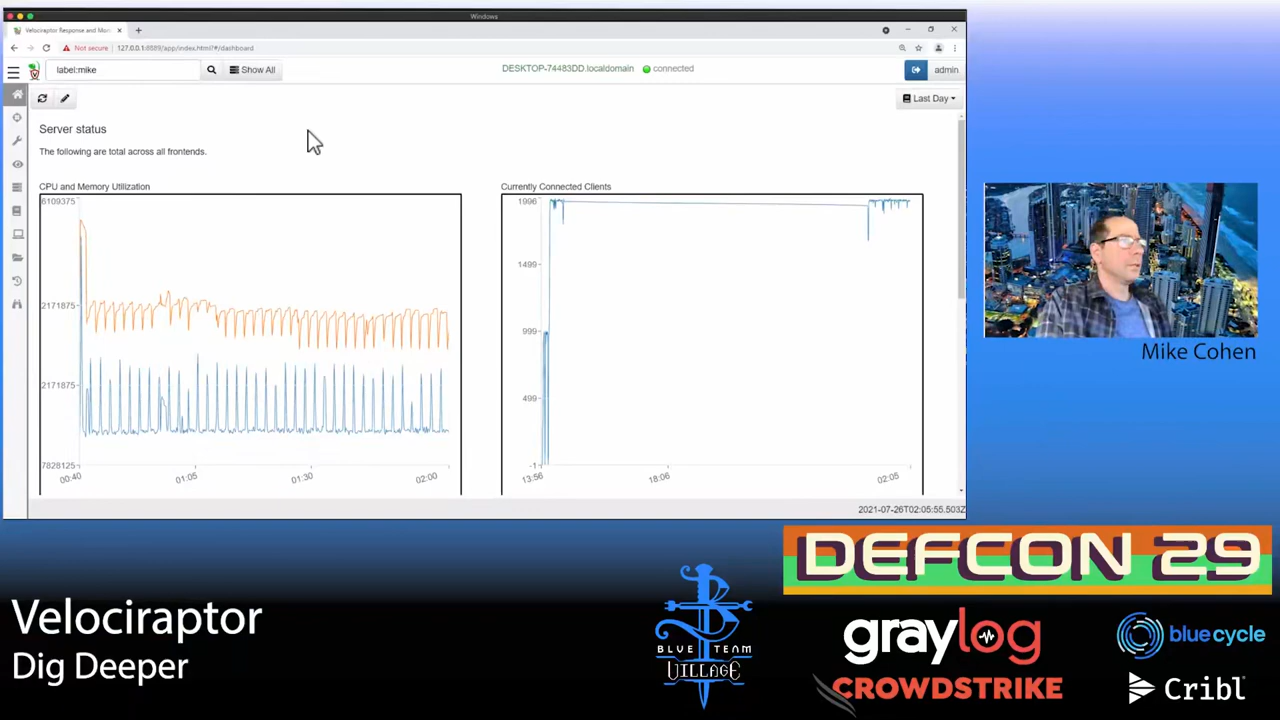 Windows
Velociraptor Response and Mon
Not secure
127.0.0.1:8889/app/index.html?#/dashboard
label:mike
Show All
DESKTOP-74483DD.localdomain
connected
admin
Last Day
Server status
The following are total across all frontends.
CPU and Memory Utilization
6109375
2171875
2171875
7828125
00:40
01:05
01:30
02:00
Currently Connected Clients
1996
1499
999
499
-1
13:56
18:06
02:05
2021-07-26T02:05:55.503Z
Mike Cohen
DEFCON 29
Velociraptor
Dig Deeper
BLUE TEAM
VILLAGE
graylog
CROWDSTRIKE
bluecycle
Cribl